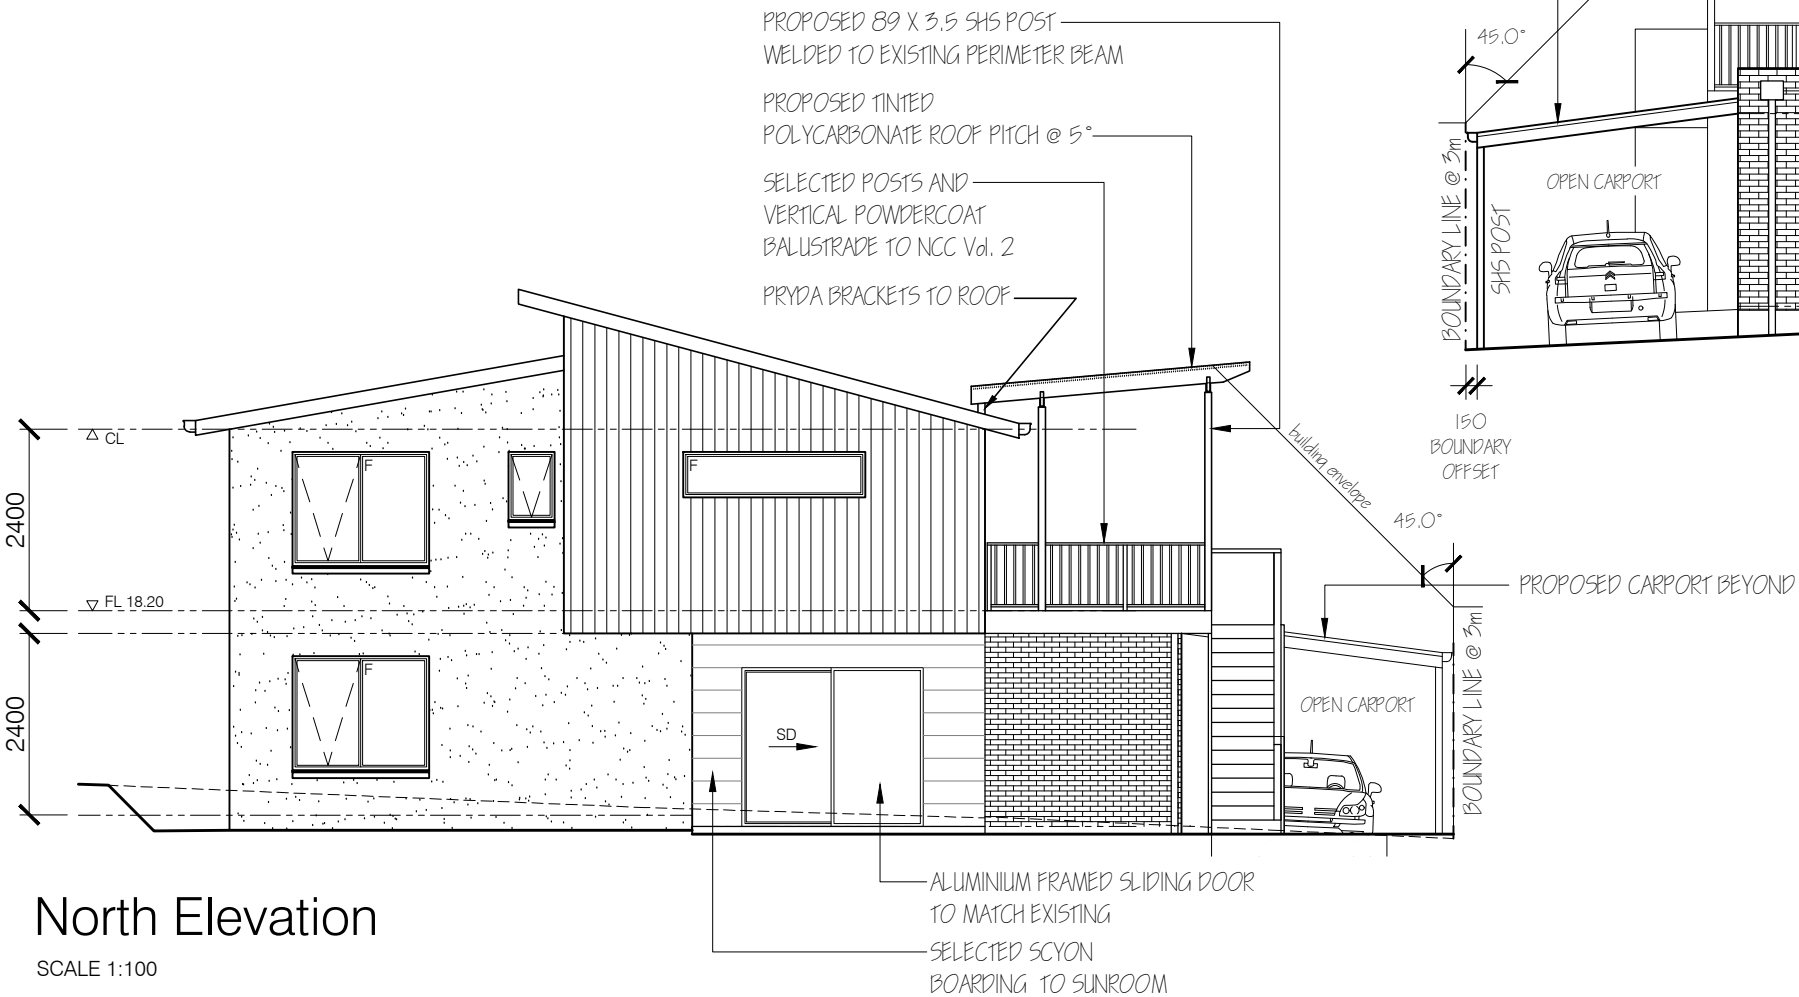 PROPOSED 89 X 3.5 SHS POST
WELDED TO EXISTING PERIMETER BEAM
PROPOSED TINTED
POLYCARBONATE ROOF PITCH @ 5°
SELECTED POSTS AND
VERTICAL POWDERCOAT
BALUSTRADE TO NCC Vol. 2
PRYDA BRACKETS TO ROOF
45.0°
BOUNDARY LINE @ 3m
SHS POST
OPEN CARPORT
150
BOUNDARY
OFFSET
CL
2400
FL 18.20
2400
F
F
F
SD
building envelope
45.0°
PROPOSED CARPORT BEYOND
OPEN CARPORT
BOUNDARY LINE @ 3m
ALUMINIUM FRAMED SLIDING DOOR
TO MATCH EXISTING
SELECTED SCYON
BOARDING TO SUNROOM
North Elevation
SCALE 1:100